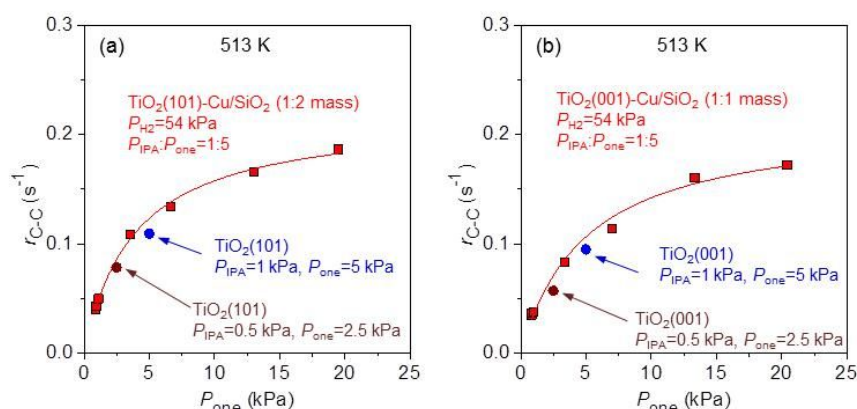 (a)
513 K
TiO2(101)-Cu/SiO2 (1:2 mass)
PH2=54 kPa
PIPA:Pone=1:5
TiO2(101)
PIPA=1 kPa, Pone=5 kPa
TiO2(101)
PIPA=0.5 kPa, Pone=2.5 kPa
0.3
0.2
0.1
0.0
rC-C (s-1)
0 5 10 15 20 25
Pone (kPa)
(b)
513 K
TiO2(001)-Cu/SiO2 (1:1 mass)
PH2=54 kPa
PIPA:Pone=1:5
TiO2(001)
PIPA=1 kPa, Pone=5 kPa
TiO2(001)
PIPA=0.5 kPa, Pone=2.5 kPa
0.3
0.2
0.1
0.0
rC-C (s-1)
0 5 10 15 20 25
Pone (kPa)